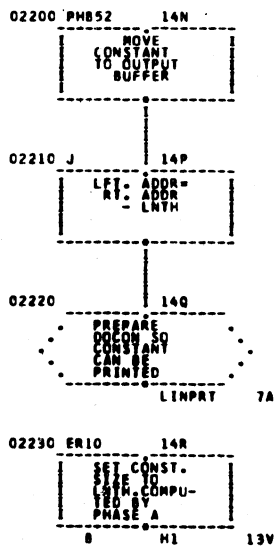 02200 PHB52 14N
MOVE
CONSTANT
TO OUTPUT
BUFFER
02210 J 14P
LFT. ADDR=
RT. ADDR
- LNTH
02220 14Q
PREPARE
DOCON SO
CONSTANT
CAN BE
PRINTED
LINPRT 7A
02230 ER10 14R
SET CONST.
SIZE TO
LNTH.COMPU-
TED BY
PHASE A
B H1 13V